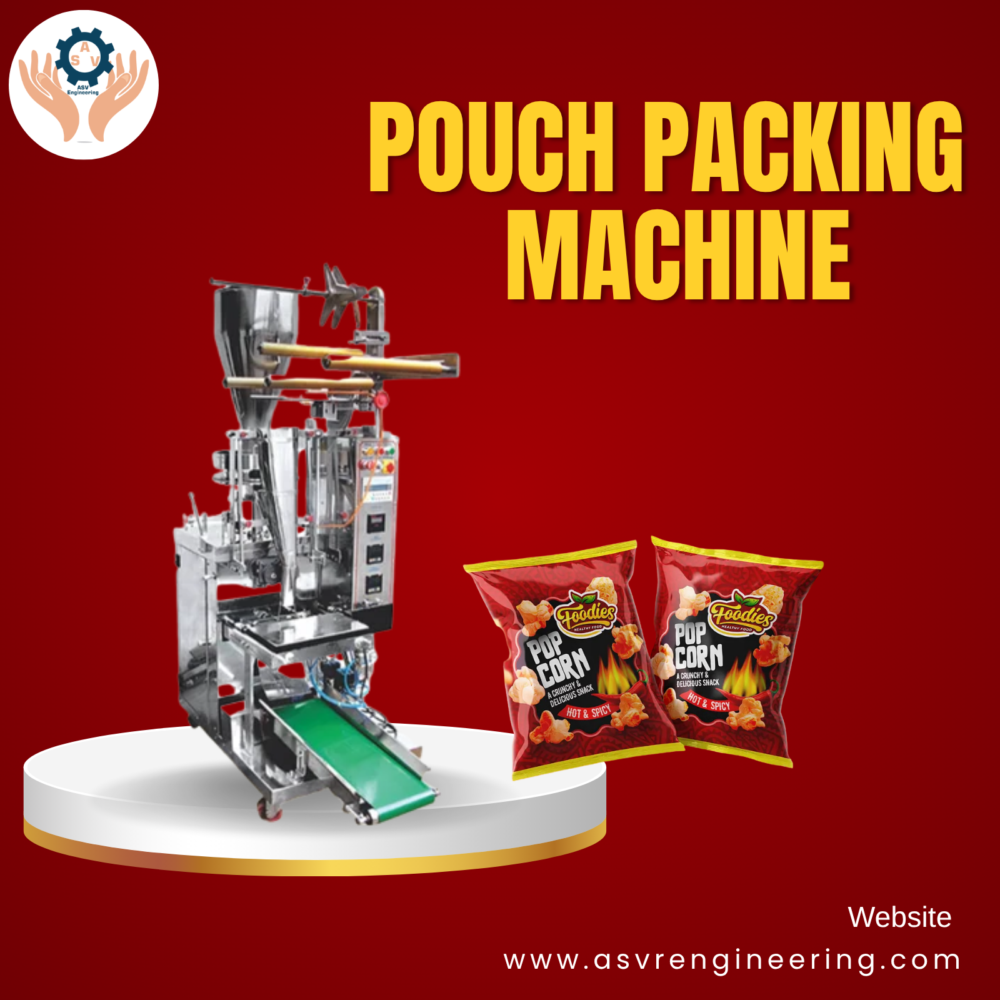 A
S V
ASV
Engineering
POUCH PACKING
MACHINE
Foodies
HEALTHY FOOD
POP
CORN
A CRUNCHY &
DELICIOUS SNACK
HOT & SPICY
Foodies
HEALTHY FOOD
POP
CORN
A CRUNCHY &
DELICIOUS SNACK
HOT & SPICY
Website
www.asvrengineering.com